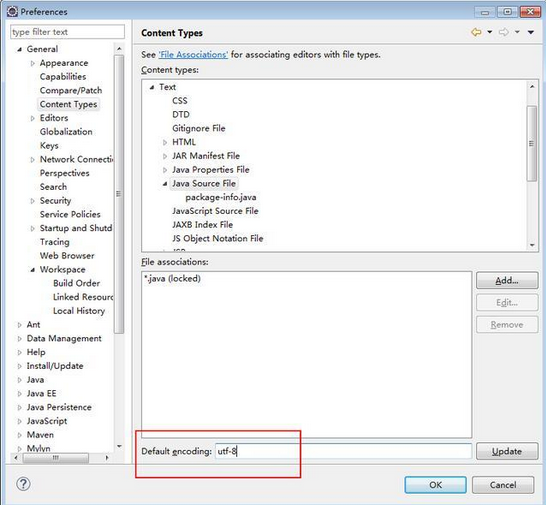 Preferences
type filter text
General
Appearance
Capabilities
Compare/Patch
Content Types
Editors
Globalization
Keys
Network Connecti
Perspectives
Search
Security
Service Policies
Startup and Shutd
Tracing
Web Browser
Workspace
Build Order
Linked Resourc
Local History
Ant
Data Management
Help
Install/Update
Java
Java EE
Java Persistence
JavaScript
Maven
Mylyn
Content Types
See 'File Associations' for associating editors with file types.
Content types:
Text
CSS
DTD
Gitignore File
HTML
JAR Manifest File
Java Properties File
Java Source File
package-info.java
JavaScript Source File
JAXB Index File
JS Object Notation File
File associations:
*.java (locked)
Add...
Edit...
Remove
Default encoding: utf-8
Update
OK
Cancel